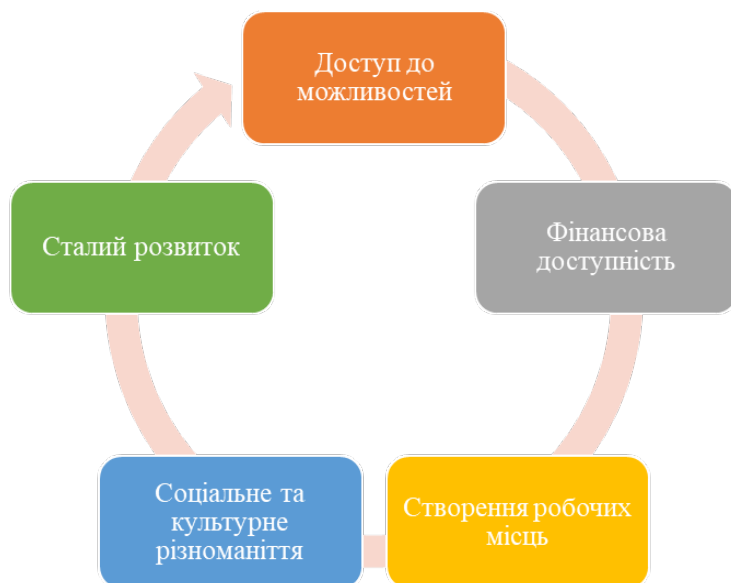 Доступ до
можливостей
Фінансова
доступність
Створення робочих
місць
Соціальне та
культурне
різноманіття
Сталий розвиток